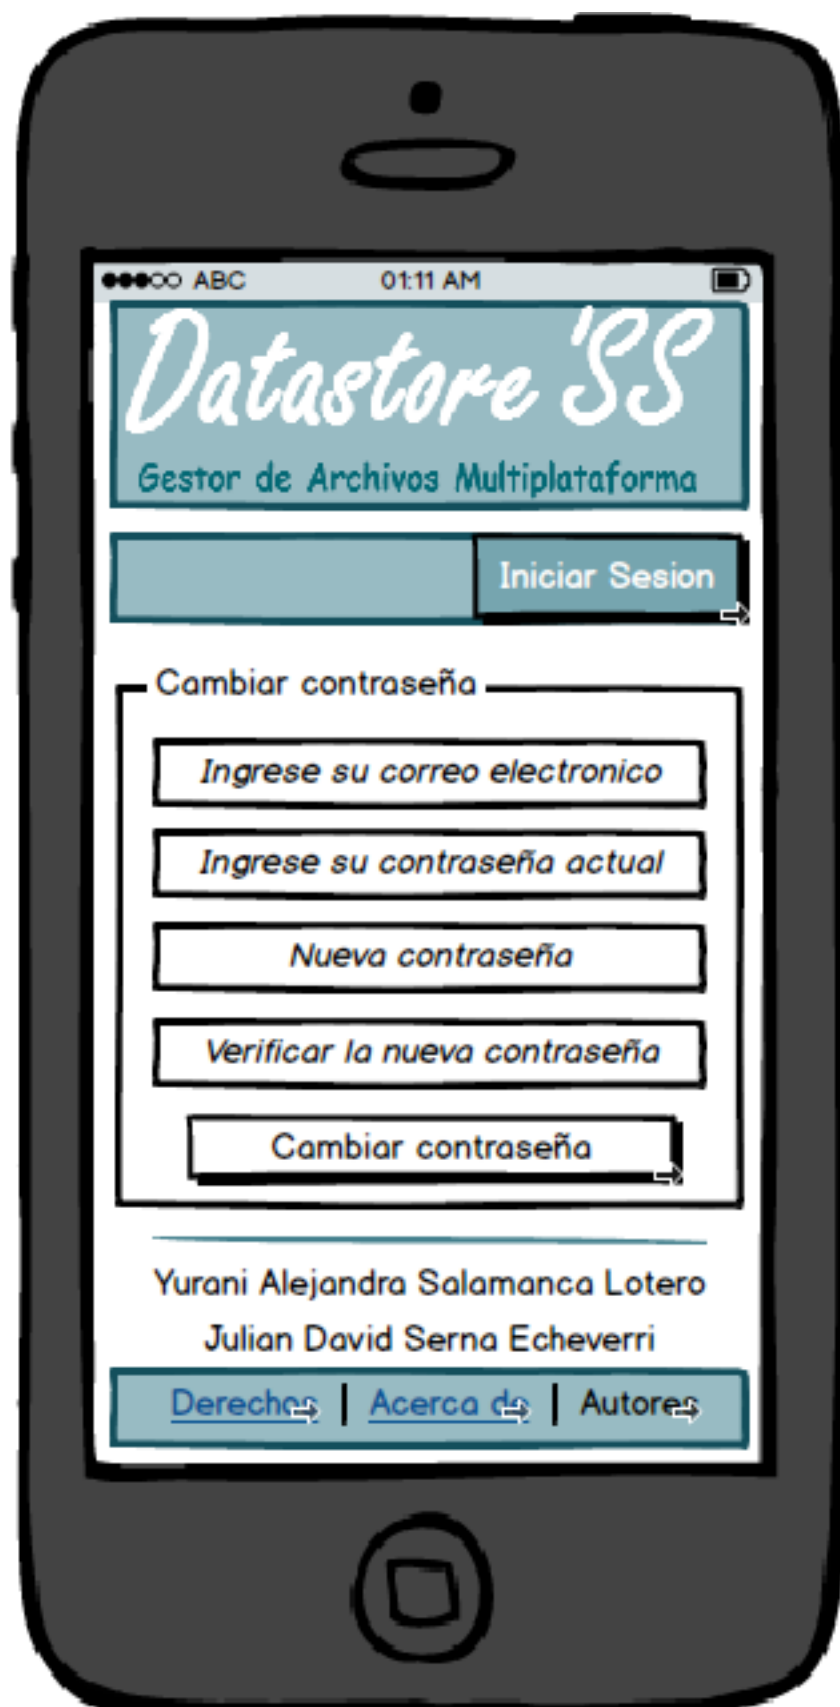 ABC 01:11 AM
Datastore 'SS
Gestor de Archivos Multiplataforma
Iniciar Sesion
Cambiar contraseña
Ingrese su correo electronico
Ingrese su contraseña actual
Nueva contraseña
Verificar la nueva contraseña
Cambiar contraseña
Yurani Alejandra Salamanca Lotero
Julian David Serna Echeverri
Derechos | Acerca de | Autores